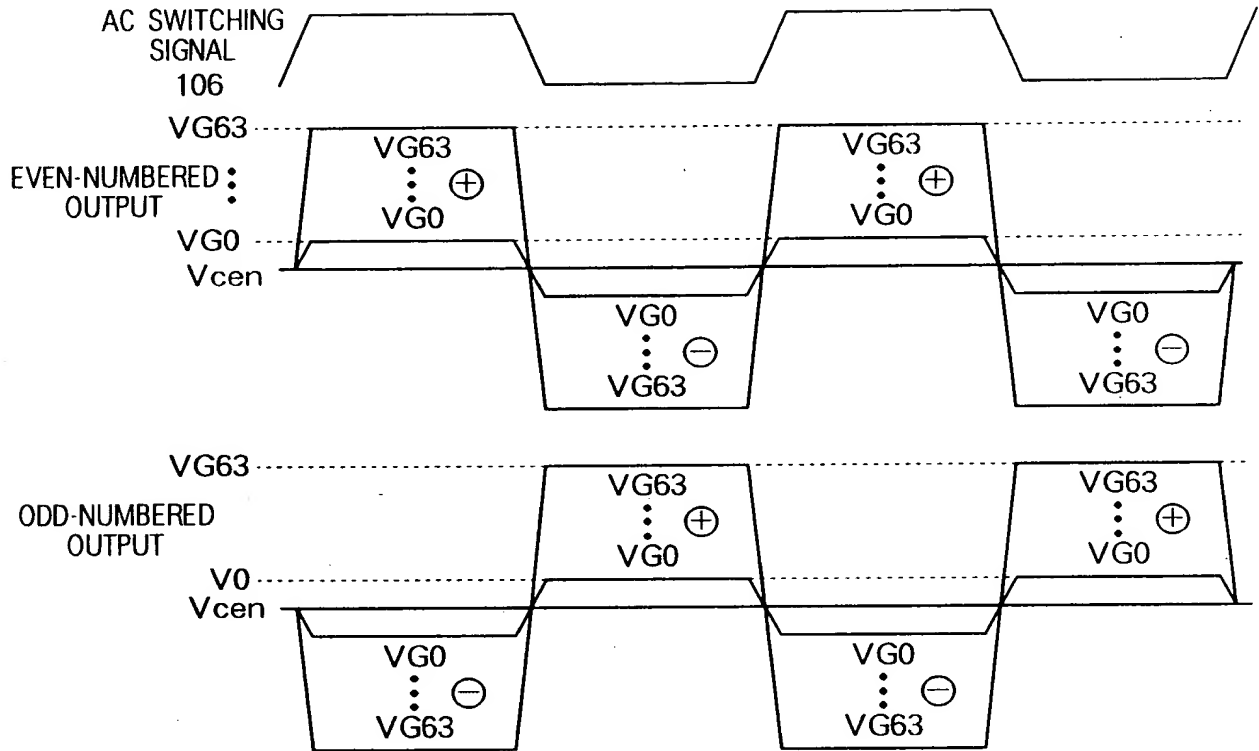 AC SWITCHING
SIGNAL
106
VG63
VG63
VG63
EVEN-NUMBERED
OUTPUT
+
+
VG0
VG0
VG0
Vcen
VG0
VG0
−
−
VG63
VG63
VG63
VG63
VG63
ODD-NUMBERED
OUTPUT
+
+
VG0
VG0
V0
Vcen
VG0
VG0
−
−
VG63
VG63